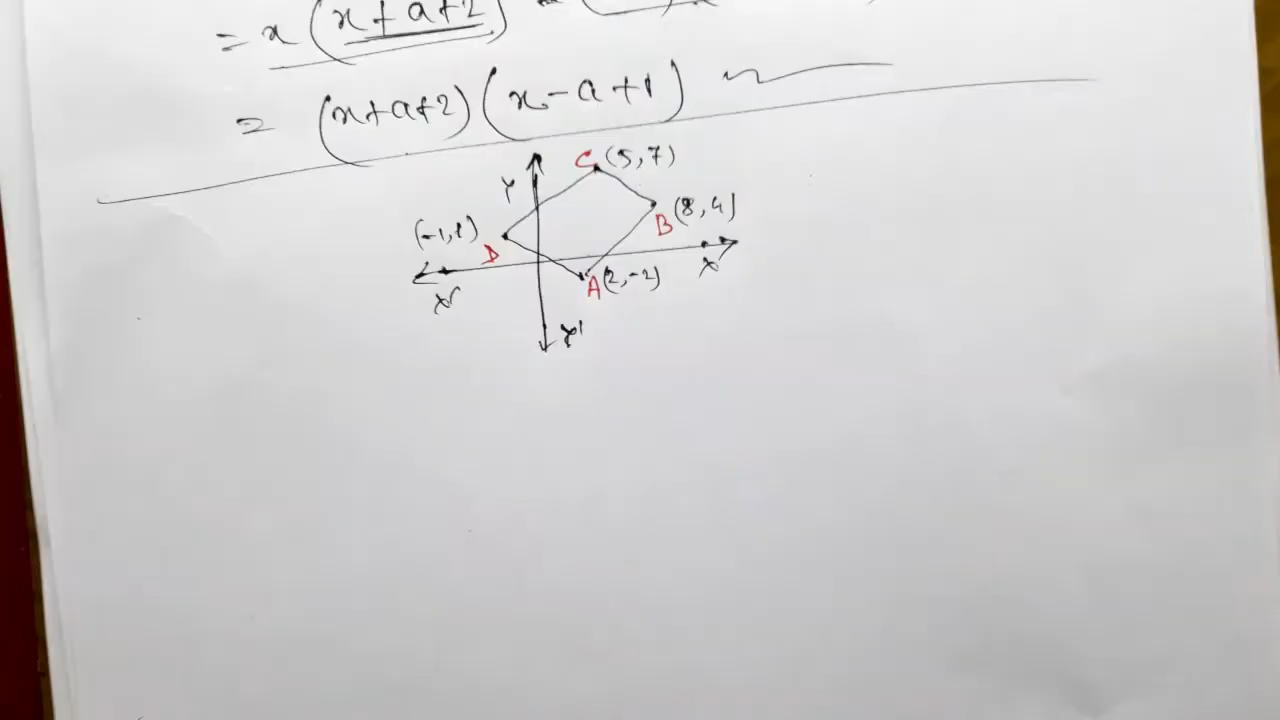 = x (x+a+2)
= (x+a+2) (x-a+1)
C (5,7)
Y
(-1,1)
D
B (8,4)
X
A (2,-2)
X'
Y'